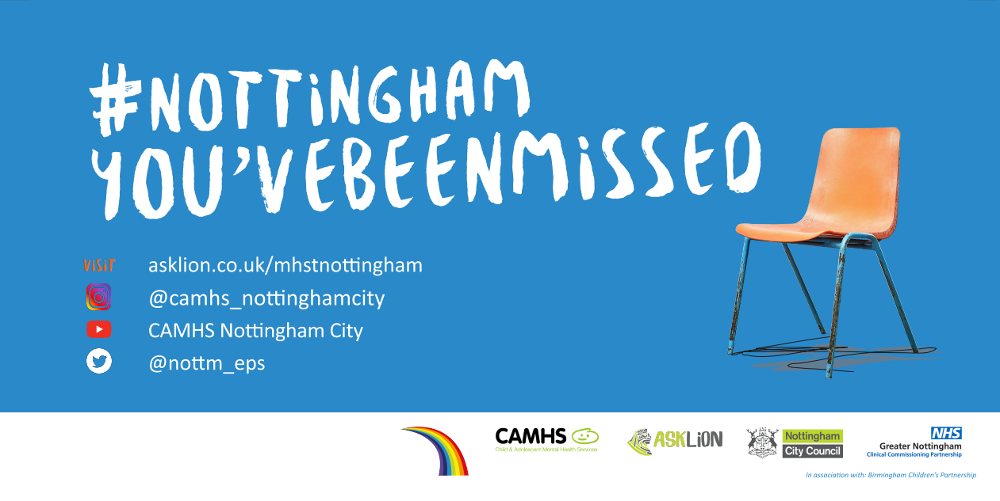 #NOTTiNGHAM
YOU'VEBEENMiSSED
ViSiT asklion.co.uk/mhstnottingham
@camhs_nottinghamcity
CAMHS Nottingham City
@nottm_eps
CAMHS
Child & Adolescent Mental Health Services
ASKLiON
Nottingham
City Council
NHS
Greater Nottingham
Clinical Commissioning Partnership
In association with: Birmingham Children's Partnership